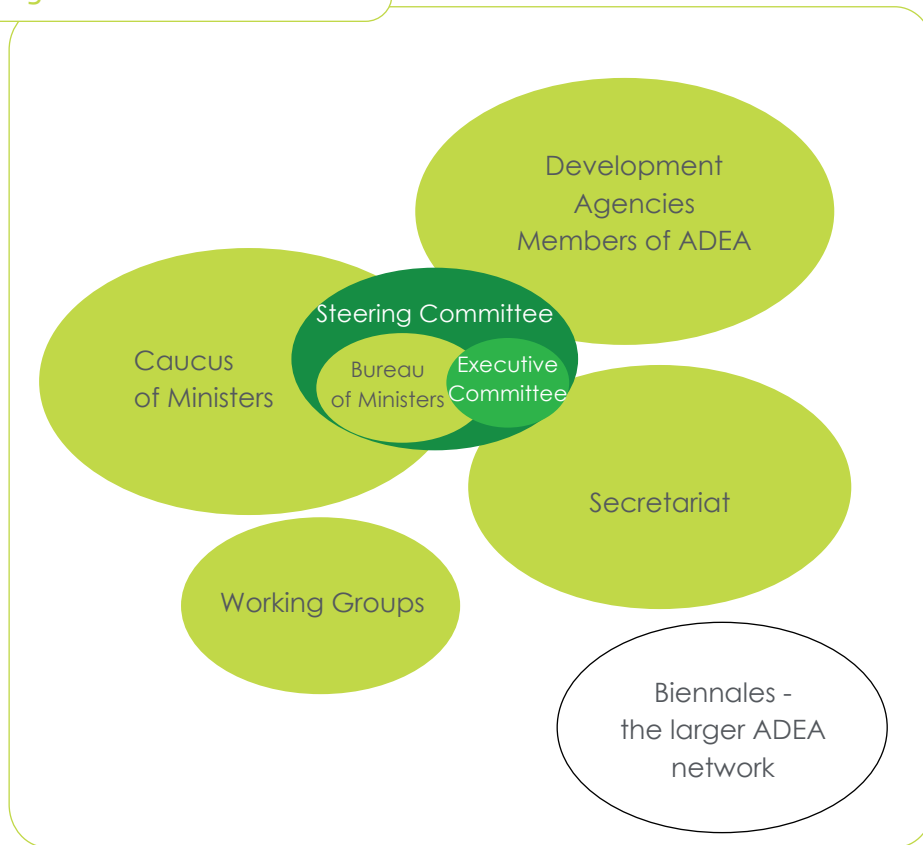 Development
Agencies
Members of ADEA
Steering Committee
Caucus
of Ministers
Bureau
of Ministers
Executive
Committee
Secretariat
Working Groups
Biennales -
the larger ADEA
network